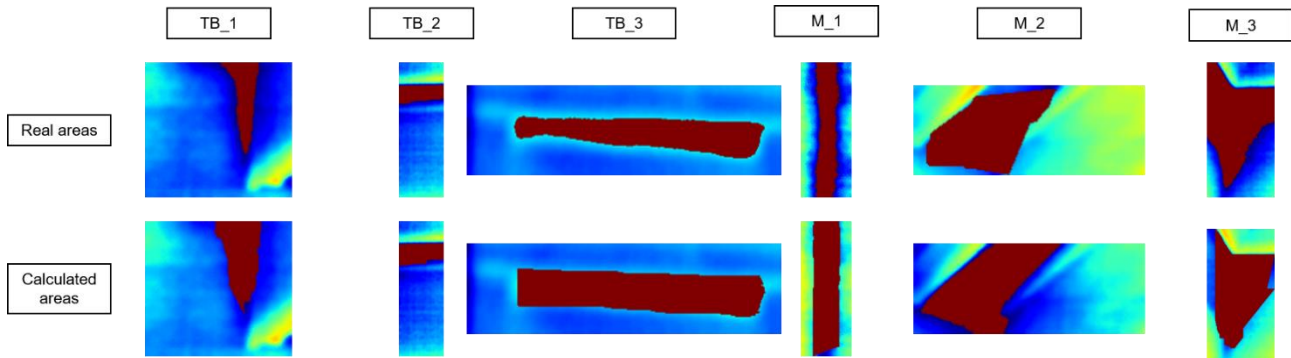 TB_1
TB_2
TB_3
M_1
M_2
M_3
Real areas
Calculated
areas